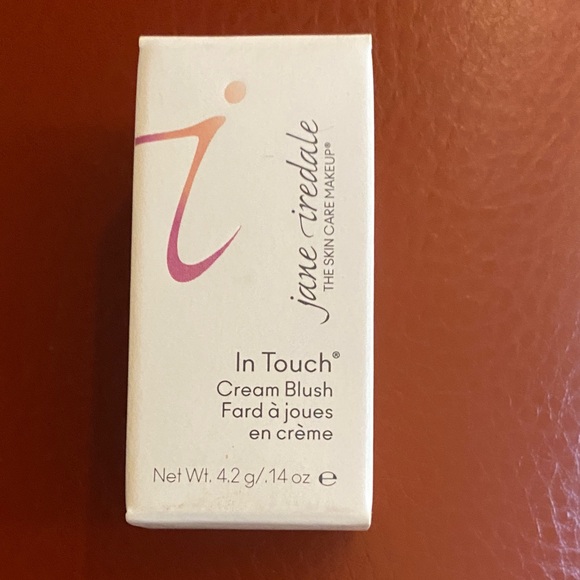 jane iredale
THE SKIN CARE MAKEUP®
In Touch®
Cream Blush
Fard à joues
en crème
Net Wt. 4.2 g/.14 oz ℮